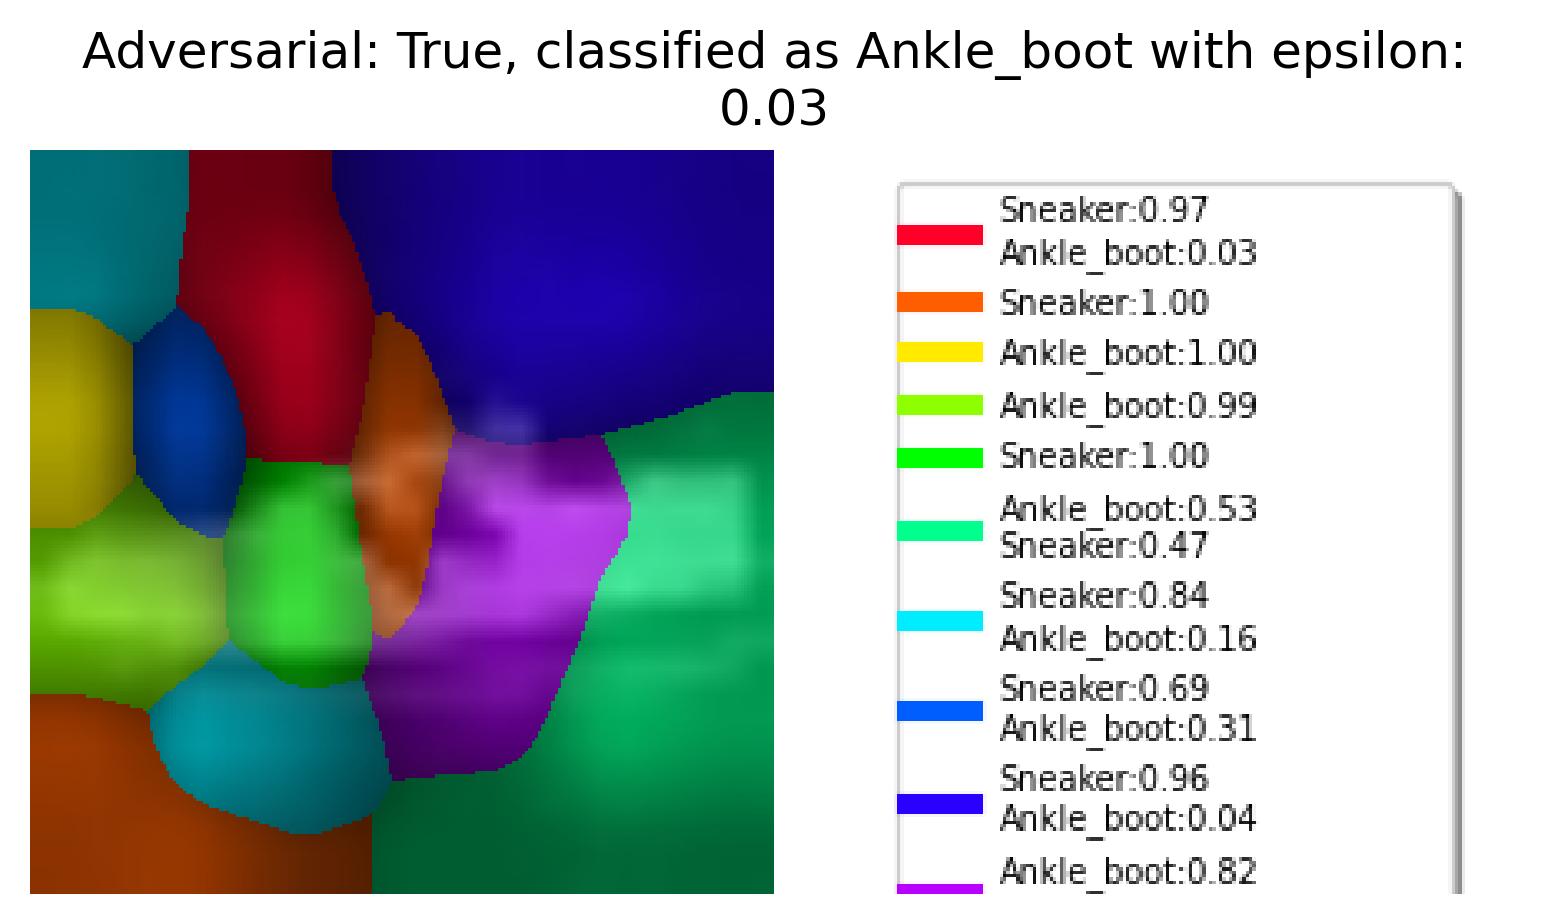 Adversarial: True, classified as Ankle_boot with epsilon:
0.03
Sneaker:0.97
Ankle_boot:0.03
Sneaker:1.00
Ankle_boot:1.00
Ankle_boot:0.99
Sneaker:1.00
Ankle_boot:0.53
Sneaker:0.47
Sneaker:0.84
Ankle_boot:0.16
Sneaker:0.69
Ankle_boot:0.31
Sneaker:0.96
Ankle_boot:0.04
Ankle_boot:0.82